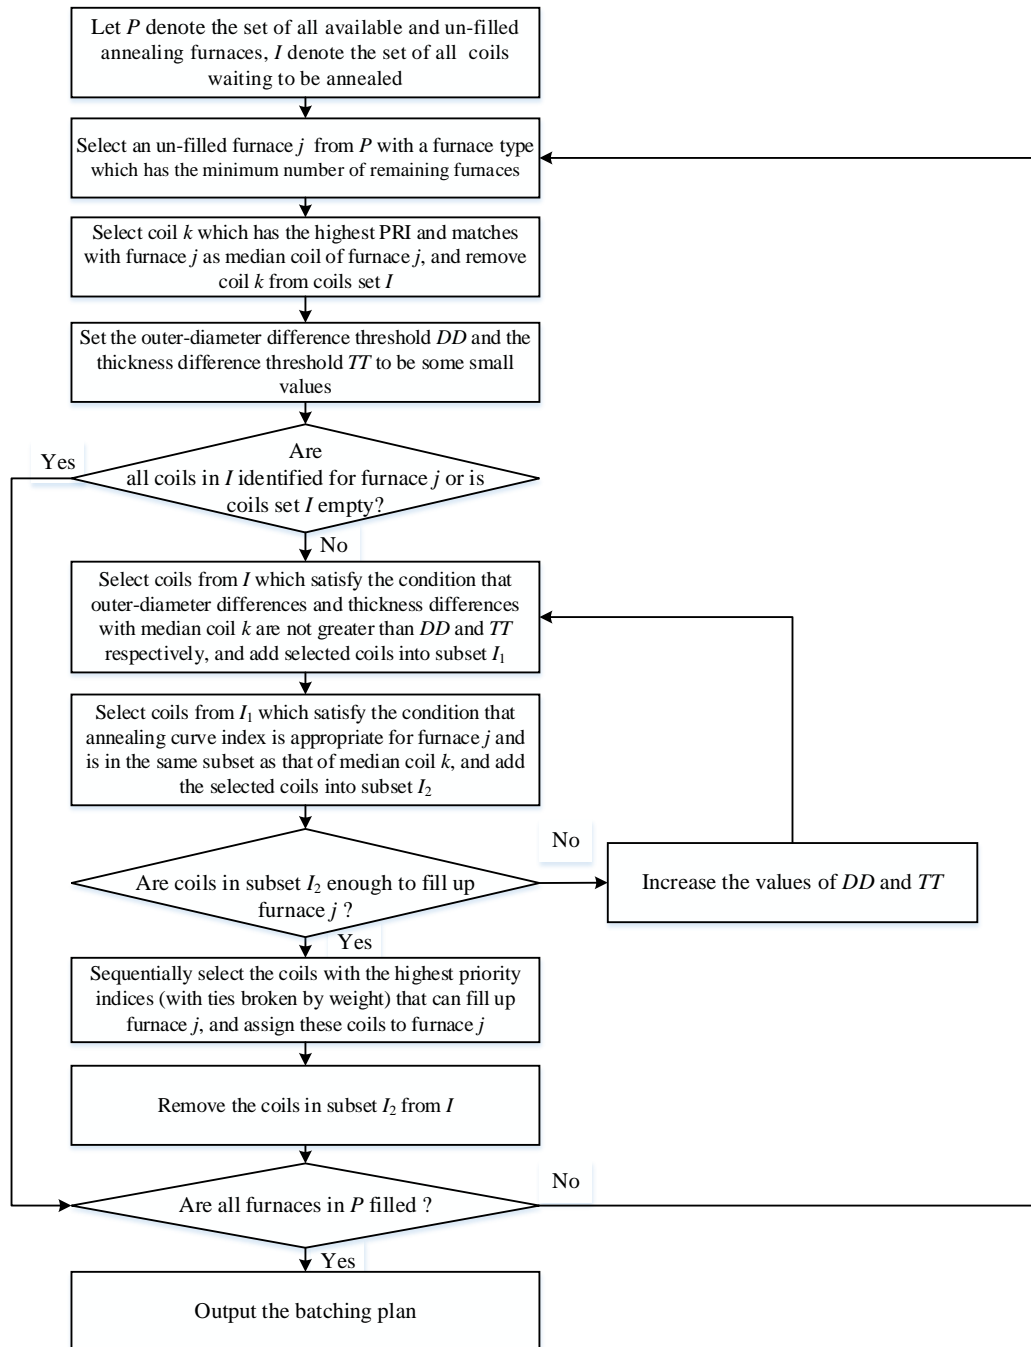 Let P denote the set of all available and un-filled
annealing furnaces, I denote the set of all coils
waiting to be annealed
Select an un-filled furnace j from P with a furnace type
which has the minimum number of remaining furnaces
Select coil k which has the highest PRI and matches
with furnace j as median coil of furnace j, and remove
coil k from coils set I
Set the outer-diameter difference threshold DD and the
thickness difference threshold TT to be some small
values
Yes
Are
all coils in I identified for furnace j or is
coils set I empty?
No
Select coils from I which satisfy the condition that
outer-diameter differences and thickness differences
with median coil k are not greater than DD and TT
respectively, and add selected coils into subset I₁
Select coils from I₁ which satisfy the condition that
annealing curve index is appropriate for furnace j and
is in the same subset as that of median coil k, and add
the selected coils into subset I₂
No
Are coils in subset I₂ enough to fill up
furnace j ?
Increase the values of DD and TT
Yes
Sequentially select the coils with the highest priority
indices (with ties broken by weight) that can fill up
furnace j, and assign these coils to furnace j
Remove the coils in subset I₂ from I
No
Are all furnaces in P filled ?
Yes
Output the batching plan